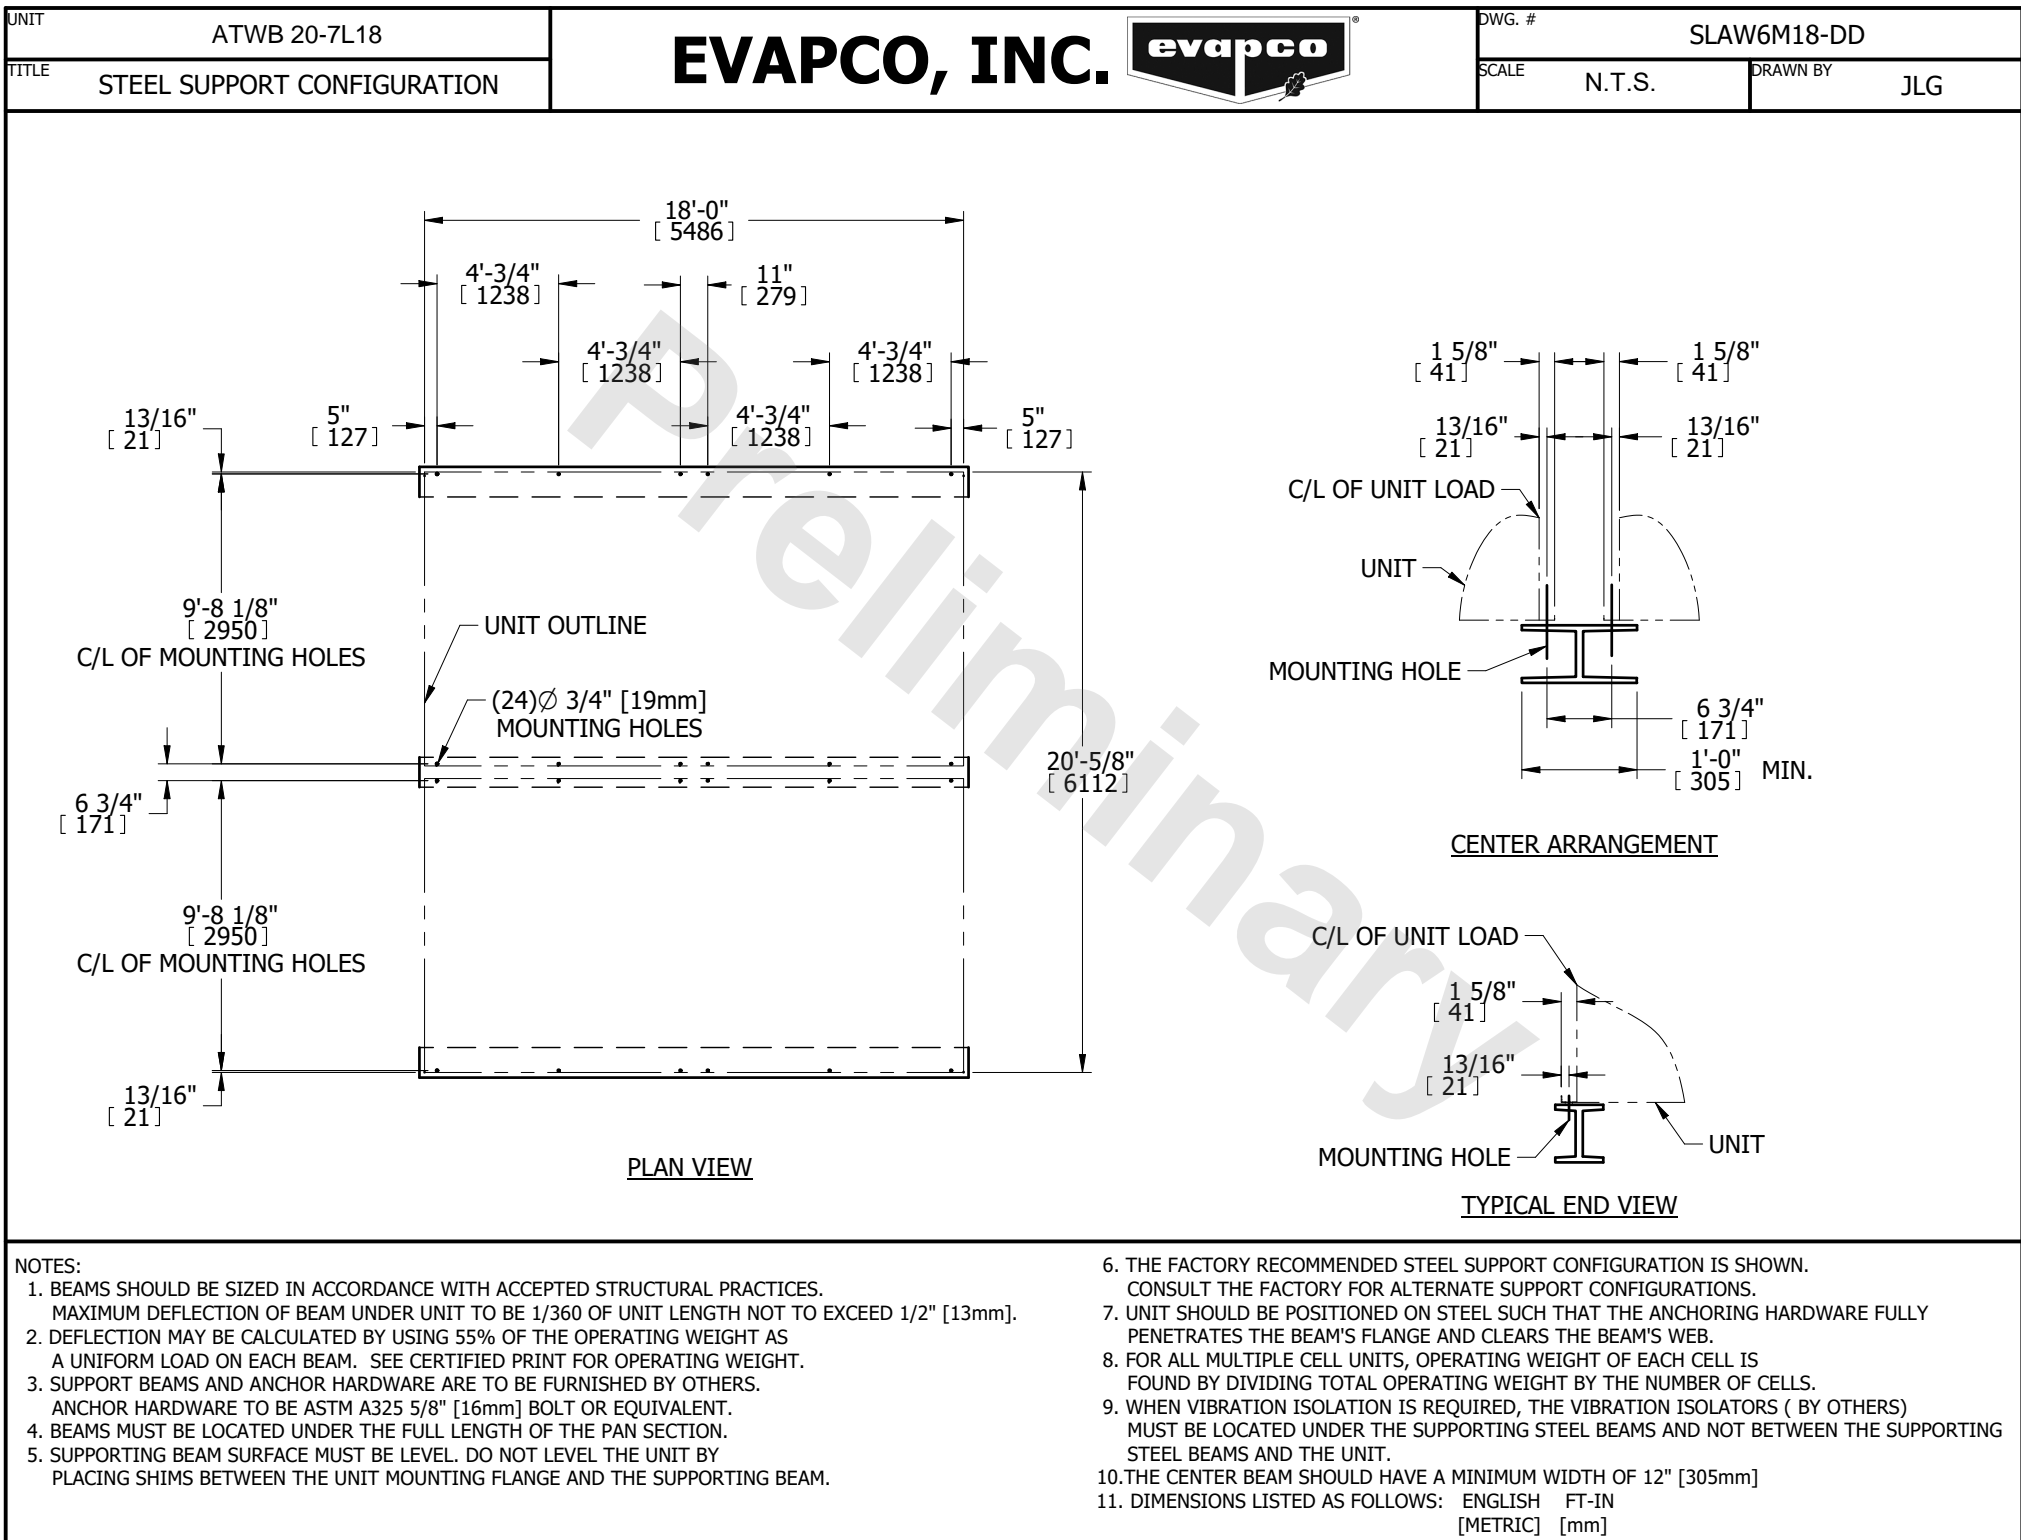 UNIT
ATWB 20-7L18
TITLE
STEEL SUPPORT CONFIGURATION
EVAPCO, INC.
evapco
®
DWG. #
SLAW6M18-DD
SCALE
N.T.S.
DRAWN BY
JLG
18'-0"
[ 5486 ]
4'-3/4"
[ 1238 ]
11"
[ 279 ]
4'-3/4"
[ 1238 ]
4'-3/4"
[ 1238 ]
13/16"
[ 21 ]
5"
[ 127 ]
4'-3/4"
[ 1238 ]
5"
[ 127 ]
9'-8 1/8"
[ 2950 ]
C/L OF MOUNTING HOLES
UNIT OUTLINE
(24)∅ 3/4" [19mm]
MOUNTING HOLES
6 3/4"
[ 171 ]
20'-5/8"
[ 6112 ]
9'-8 1/8"
[ 2950 ]
C/L OF MOUNTING HOLES
13/16"
[ 21 ]
PLAN VIEW
Preliminary
1 5/8"
[ 41 ]
1 5/8"
[ 41 ]
13/16"
[ 21 ]
13/16"
[ 21 ]
C/L OF UNIT LOAD
UNIT
MOUNTING HOLE
6 3/4"
[ 171 ]
1'-0"
[ 305 ] MIN.
CENTER ARRANGEMENT
C/L OF UNIT LOAD
1 5/8"
[ 41 ]
13/16"
[ 21 ]
MOUNTING HOLE
UNIT
TYPICAL END VIEW
NOTES:
1. BEAMS SHOULD BE SIZED IN ACCORDANCE WITH ACCEPTED STRUCTURAL PRACTICES.
MAXIMUM DEFLECTION OF BEAM UNDER UNIT TO BE 1/360 OF UNIT LENGTH NOT TO EXCEED 1/2" [13mm].
2. DEFLECTION MAY BE CALCULATED BY USING 55% OF THE OPERATING WEIGHT AS
A UNIFORM LOAD ON EACH BEAM. SEE CERTIFIED PRINT FOR OPERATING WEIGHT.
3. SUPPORT BEAMS AND ANCHOR HARDWARE ARE TO BE FURNISHED BY OTHERS.
ANCHOR HARDWARE TO BE ASTM A325 5/8" [16mm] BOLT OR EQUIVALENT.
4. BEAMS MUST BE LOCATED UNDER THE FULL LENGTH OF THE PAN SECTION.
5. SUPPORTING BEAM SURFACE MUST BE LEVEL. DO NOT LEVEL THE UNIT BY
PLACING SHIMS BETWEEN THE UNIT MOUNTING FLANGE AND THE SUPPORTING BEAM.
6. THE FACTORY RECOMMENDED STEEL SUPPORT CONFIGURATION IS SHOWN.
CONSULT THE FACTORY FOR ALTERNATE SUPPORT CONFIGURATIONS.
7. UNIT SHOULD BE POSITIONED ON STEEL SUCH THAT THE ANCHORING HARDWARE FULLY
PENETRATES THE BEAM'S FLANGE AND CLEARS THE BEAM'S WEB.
8. FOR ALL MULTIPLE CELL UNITS, OPERATING WEIGHT OF EACH CELL IS
FOUND BY DIVIDING TOTAL OPERATING WEIGHT BY THE NUMBER OF CELLS.
9. WHEN VIBRATION ISOLATION IS REQUIRED, THE VIBRATION ISOLATORS ( BY OTHERS)
MUST BE LOCATED UNDER THE SUPPORTING STEEL BEAMS AND NOT BETWEEN THE SUPPORTING
STEEL BEAMS AND THE UNIT.
10.THE CENTER BEAM SHOULD HAVE A MINIMUM WIDTH OF 12" [305mm]
11. DIMENSIONS LISTED AS FOLLOWS: ENGLISH FT-IN
[METRIC] [mm]